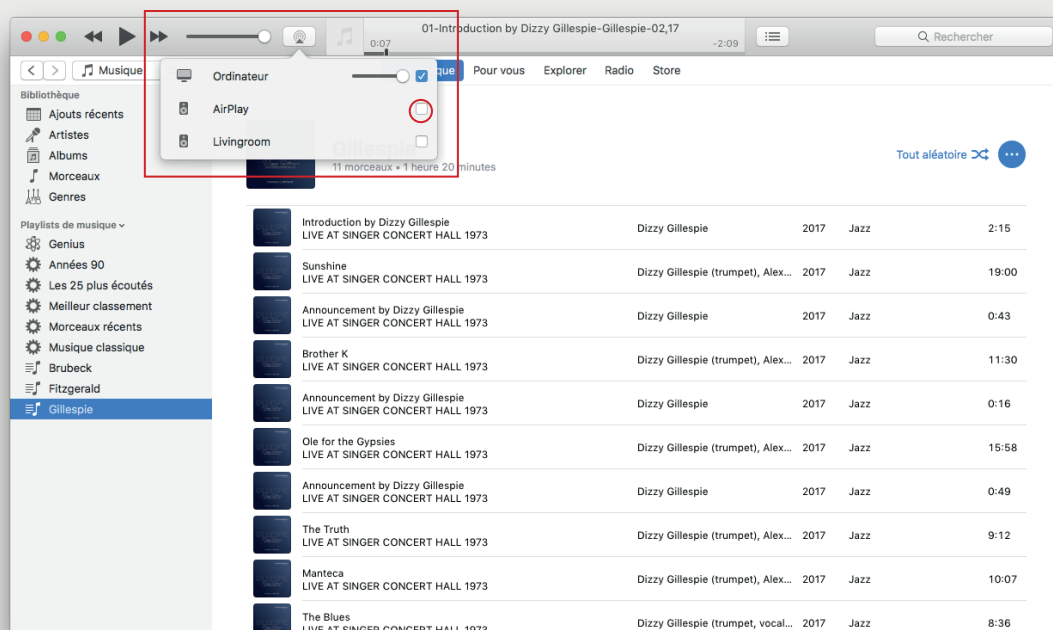 01-Introduction by Dizzy Gillespie-Gillespie-02,17
0:07
-2:09
Rechercher
Musique
que
Pour vous
Explorer
Radio
Store
Ordinateur
AirPlay
Livingroom
Bibliothèque
Ajouts récents
Artistes
Albums
Morceaux
Genres
Playlists de musique
Genius
Années 90
Les 25 plus écoutés
Meilleur classement
Morceaux récents
Musique classique
Brubeck
Fitzgerald
Gillespie
Gillespie
11 morceaux • 1 heure 20 minutes
Tout aléatoire
Introduction by Dizzy Gillespie
LIVE AT SINGER CONCERT HALL 1973
Dizzy Gillespie 2017 Jazz 2:15
Sunshine
LIVE AT SINGER CONCERT HALL 1973
Dizzy Gillespie (trumpet), Alex... 2017 Jazz 19:00
Announcement by Dizzy Gillespie
LIVE AT SINGER CONCERT HALL 1973
Dizzy Gillespie 2017 Jazz 0:43
Brother K
LIVE AT SINGER CONCERT HALL 1973
Dizzy Gillespie (trumpet), Alex... 2017 Jazz 11:30
Announcement by Dizzy Gillespie
LIVE AT SINGER CONCERT HALL 1973
Dizzy Gillespie 2017 Jazz 0:16
Ole for the Gypsies
LIVE AT SINGER CONCERT HALL 1973
Dizzy Gillespie (trumpet), Alex... 2017 Jazz 15:58
Announcement by Dizzy Gillespie
LIVE AT SINGER CONCERT HALL 1973
Dizzy Gillespie 2017 Jazz 0:49
The Truth
LIVE AT SINGER CONCERT HALL 1973
Dizzy Gillespie (trumpet), Alex... 2017 Jazz 9:12
Manteca
LIVE AT SINGER CONCERT HALL 1973
Dizzy Gillespie (trumpet), Alex... 2017 Jazz 10:07
The Blues
LIVE AT SINGER CONCERT HALL 1973
Dizzy Gillespie (trumpet, vocal... 2017 Jazz 8:36